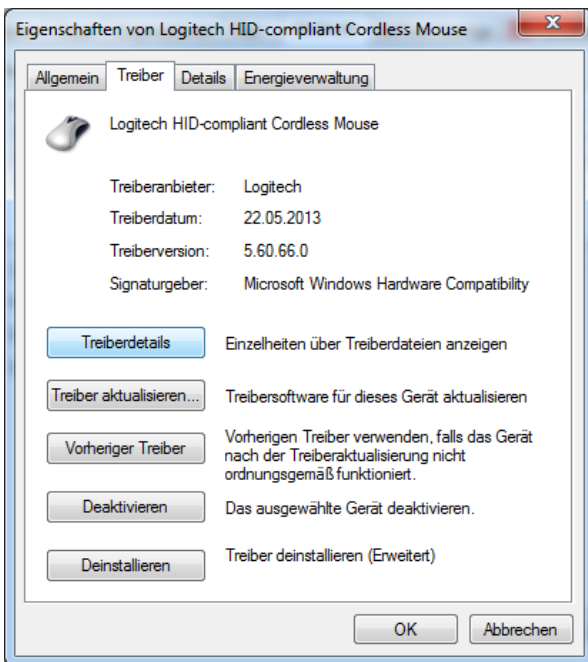 Eigenschaften von Logitech HID-compliant Cordless Mouse
Allgemein Treiber Details Energieverwaltung
Logitech HID-compliant Cordless Mouse
Treiberanbieter: Logitech
Treiberdatum: 22.05.2013
Treiberversion: 5.60.66.0
Signaturgeber: Microsoft Windows Hardware Compatibility
Treiberdetails Einzelheiten über Treiberdateien anzeigen
Treiber aktualisieren... Treibersoftware für dieses Gerät aktualisieren
Vorheriger Treiber Vorherigen Treiber verwenden, falls das Gerät
nach der Treiberaktualisierung nicht
ordnungsgemäß funktioniert.
Deaktivieren Das ausgewählte Gerät deaktivieren.
Deinstallieren Treiber deinstallieren (Erweitert)
OK Abbrechen